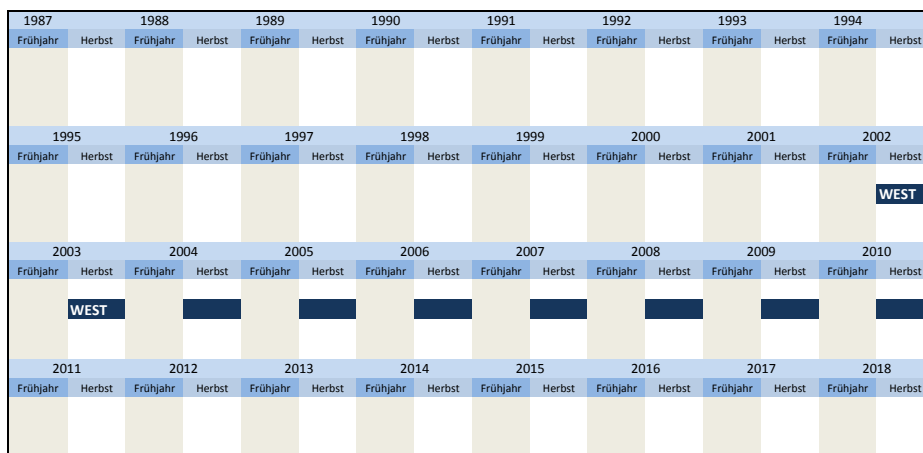 1987 1988 1989 1990 1991 1992 1993 1994
Frühjahr Herbst Frühjahr Herbst Frühjahr Herbst Frühjahr Herbst Frühjahr Herbst Frühjahr Herbst Frühjahr Herbst Frühjahr Herbst
1995 1996 1997 1998 1999 2000 2001 2002
Frühjahr Herbst Frühjahr Herbst Frühjahr Herbst Frühjahr Herbst Frühjahr Herbst Frühjahr Herbst Frühjahr Herbst Frühjahr Herbst
WEST
2003 2004 2005 2006 2007 2008 2009 2010
Frühjahr Herbst Frühjahr Herbst Frühjahr Herbst Frühjahr Herbst Frühjahr Herbst Frühjahr Herbst Frühjahr Herbst Frühjahr Herbst
WEST
2011 2012 2013 2014 2015 2016 2017 2018
Frühjahr Herbst Frühjahr Herbst Frühjahr Herbst Frühjahr Herbst Frühjahr Herbst Frühjahr Herbst Frühjahr Herbst Frühjahr Herbst